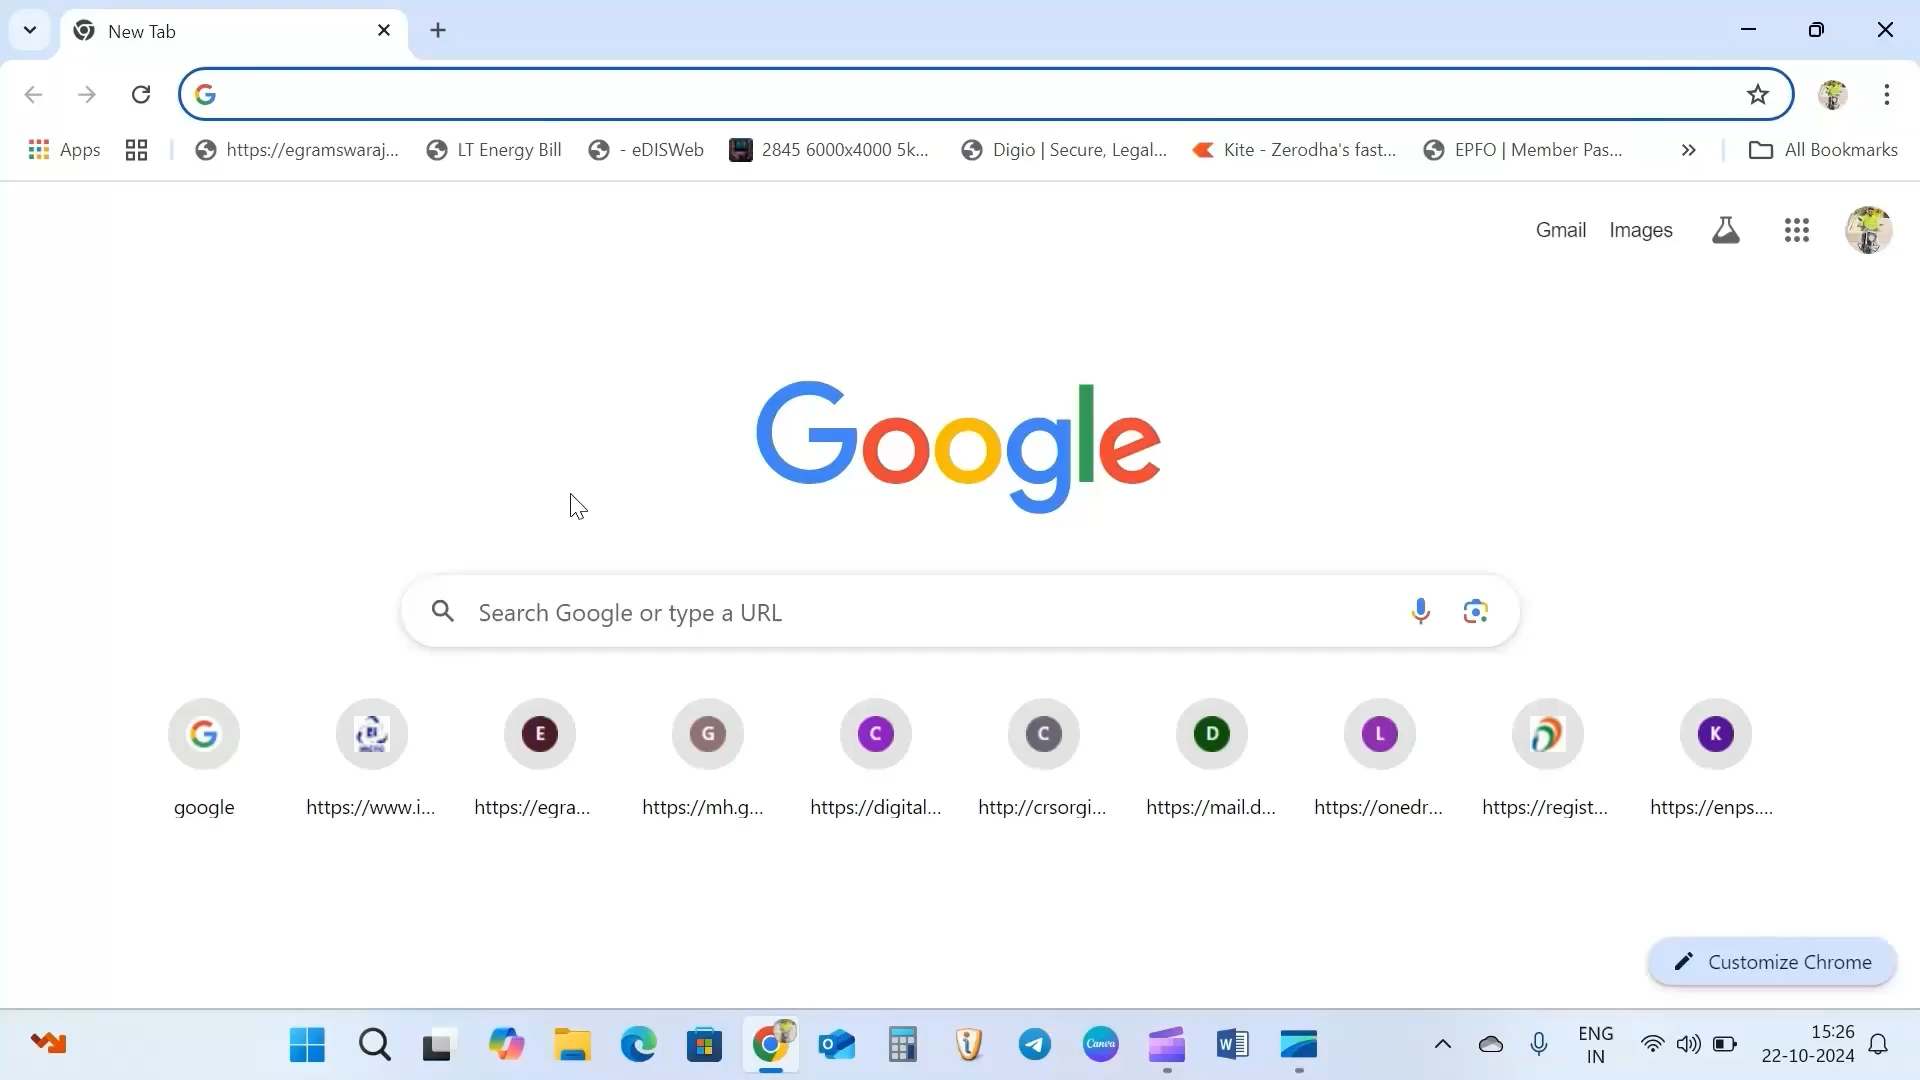 New Tab
Apps https://egramswaraj... LT Energy Bill - eDISWeb 2845 6000x4000 5k... Digio | Secure, Legal... Kite - Zerodha's fast... EPFO | Member Pas... » All Bookmarks
Gmail Images
Google
Search Google or type a URL
E G C C D L K
google https://www.i... https://egra... https://mh.g... https://digital... http://crsorgi... https://mail.d... https://onedr... https://regist... https://enps....
Customize Chrome
Canva
ENG 15:26
IN 22-10-2024